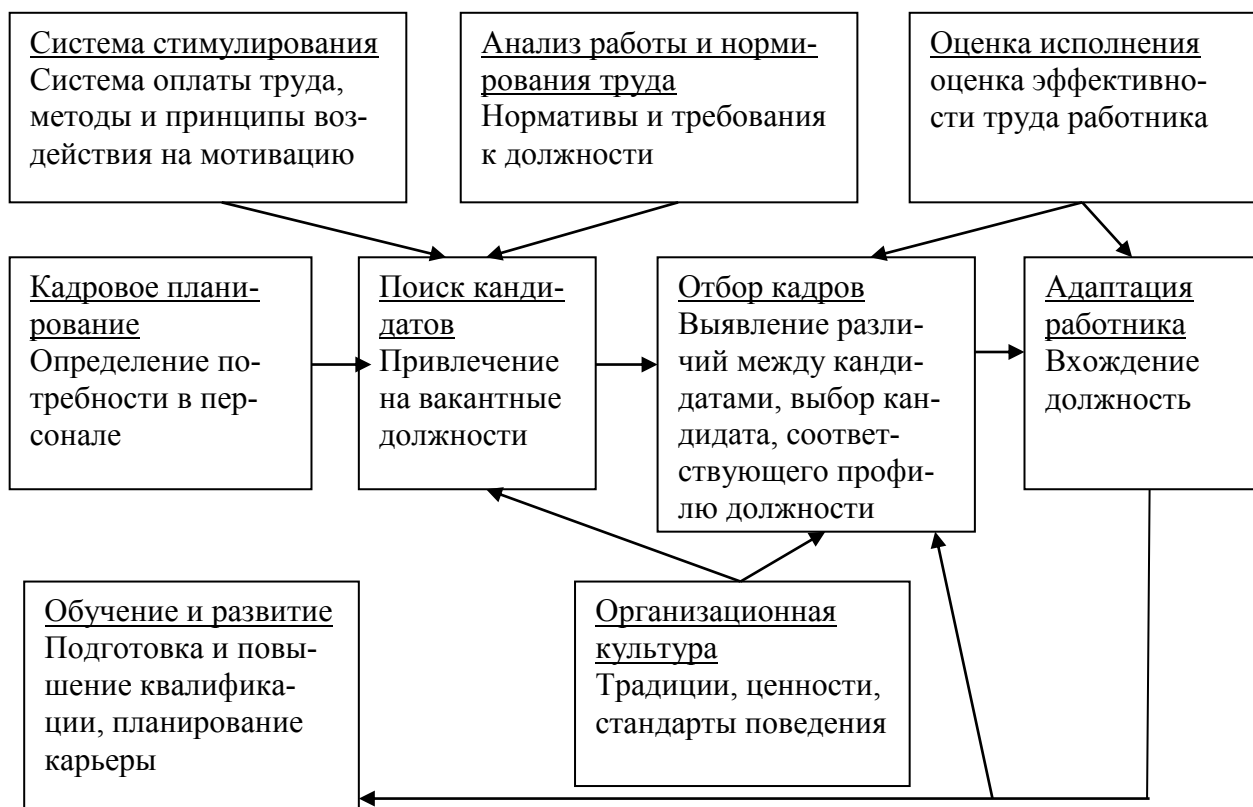 Система стимулирования
Система оплаты труда,
методы и принципы воз-
действия на мотивацию
Анализ работы и норми-
рования труда
Нормативы и требования
к должности
Оценка исполнения
оценка эффективно-
сти труда работника
Кадровое плани-
рование
Определение по-
требности в пер-
сонале
Поиск канди-
датов
Привлечение
на вакантные
должности
Отбор кадров
Выявление разли-
чий между канди-
датами, выбор кан-
дидата, соответ-
ствующего профи-
лю должности
Адаптация
работника
Вхождение
должность
Обучение и развитие
Подготовка и повы-
шение квалифика-
ции, планирование
карьеры
Организационная
культура
Традиции, ценности,
стандарты поведения